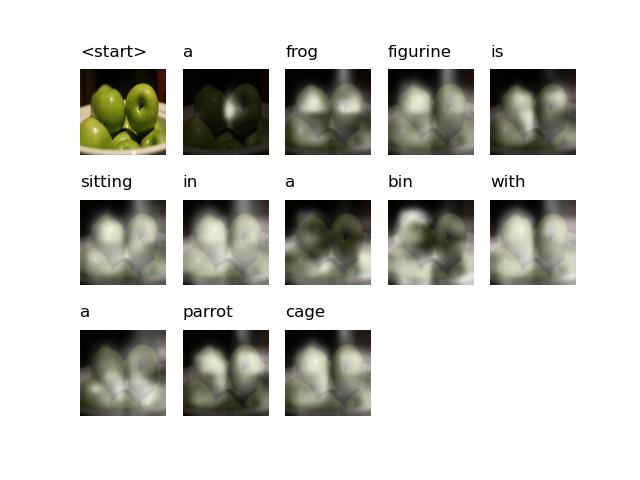 <start> a frog figurine is
sitting in a bin with
a parrot cage